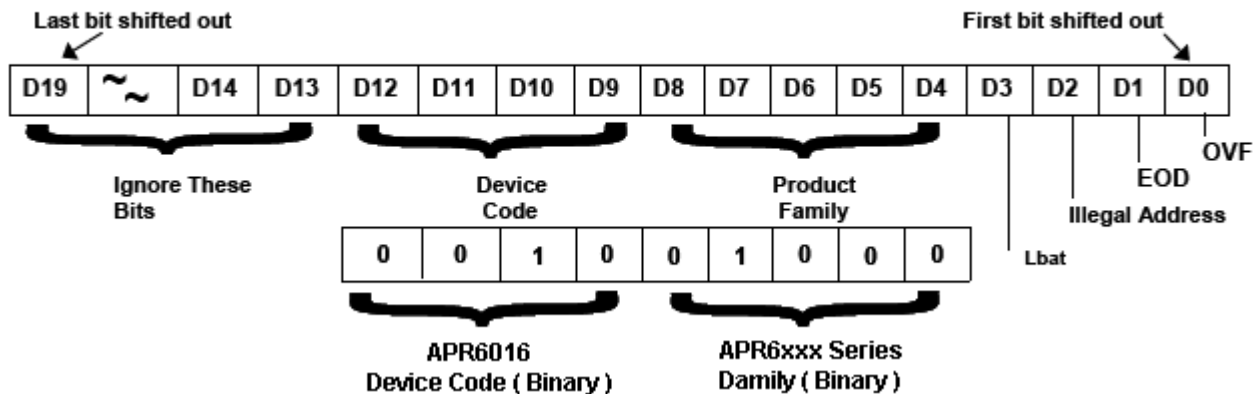 Last bit shifted out
First bit shifted out
D19 ~~ D14 D13 D12 D11 D10 D9 D8 D7 D6 D5 D4 D3 D2 D1 D0
OVF
EOD
Ignore These
Bits
Device
Code
Product
Family
Illegal Address
Lbat
0 0 1 0 0 1 0 0 0
APR6016
Device Code ( Binary )
APR6xxx Series
Damily ( Binary )